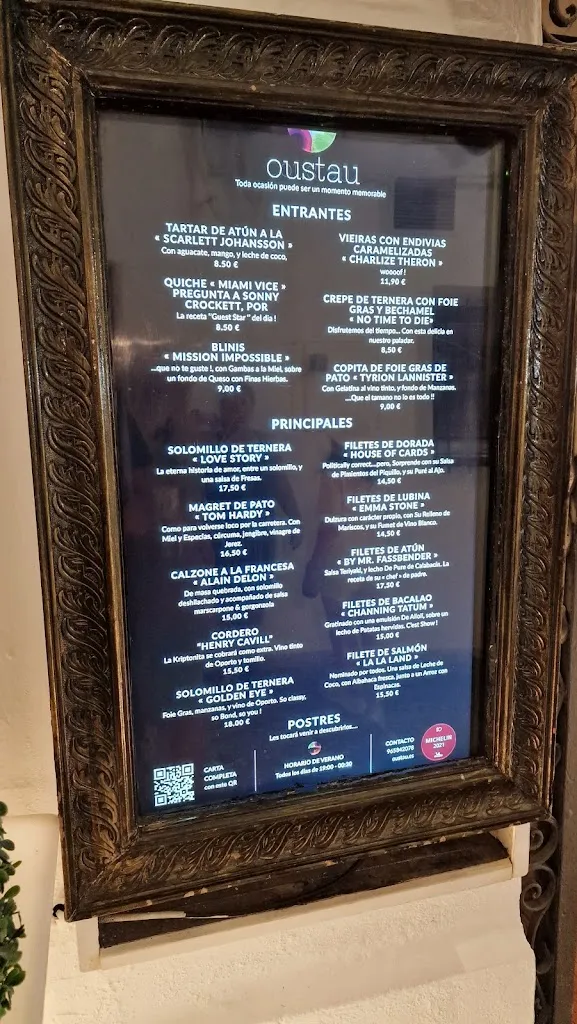 oustau
Toda ocasión puede ser un momento memorable
ENTRANTES
TARTAR DE ATÚN A LA
« SCARLETT JOHANSSON »
Con aguacate, mango, y leche de coco,
8.50 €
QUICHE « MIAMI VICE »
PREGUNTA A SONNY
CROCKETT, POR
La receta "Guest Star " del dia !
8.50 €
BLINIS
« MISSION IMPOSSIBLE »
...que no te guste !, con Gambas a la Miel, sobre
un fondo de Queso con Finas Hierbas.
9,00 €
VIEIRAS CON ENDIVIAS
CARAMELIZADAS
« CHARLIZE THERON »
woooof !
11,90 €
CREPE DE TERNERA CON FOIE
GRAS Y BECHAMEL
« NO TIME TO DIE»
Disfrutemos del tiempo... Con esta delicia en
nuestre paladar.
8,50 €
COPITA DE FOIE GRAS DE
PATO « TYRION LANNISTER »
Con Gelatina al vino tinto, y fondo de Manzanas.
...Que el tamano no lo es todo !!
9,00 €
PRINCIPALES
SOLOMILLO DE TERNERA
« LOVE STORY »
La eterna historia de amor, entre un solomillo, y
una salsa de Fresas.
17,50 €
MAGRET DE PATO
« TOM HARDY »
Como para volverse loco por la carretera. Con
Miel y Especias, cúrcuma, jengibre, vinagre de
Jerez.
16,50 €
CALZONE A LA FRANCESA
« ALAIN DELON »
De masa quebrada, con solomillo
deshilachado y acompañado de salsa
marscarpone & gorgonzola
15,00 €
CORDERO
"HENRY CAVILL"
La Kriptonita se cobrará como extra. Vino tinto
de Oporto y tomillo.
15,50 €
SOLOMILLO DE TERNERA
« GOLDEN EYE »
Foie Gras, manzanas, y vino de Oporto. So classy,
so Bond, so you !
18.00 €
FILETES DE DORADA
« HOUSE OF CARDS »
Politically correct...pero, Sorprende con su Salsa
de Pimientos del Piquillo, y su Puré al Ajo.
14,50 €
FILETES DE LUBINA
« EMMA STONE »
Dulzura con carácter propio, con Su Relleno de
Mariscos, y su Fumet de Vino Blanco.
14,50 €
FILETES DE ATÚN
« BY MR. FASSBENDER »
Salsa Teriyaki, y lecho De Pure de Calabacín. La
receta de su « chef » de padre.
17,50 €
FILETES DE BACALAO
« CHANNING TATUM »
Gratinado con una emulsión De Alioli, sobre un
lecho de Patatas hervidas. C'est Show !
15,00 €
FILETE DE SALMÓN
« LA LA LAND »
Nominado por todos. Una salsa de Leche de
Coco, con Albahaca fresca, junto a un Arroz con
Espinacas.
15.50 €
POSTRES
Les tocará venir a descubrirlos....
CARTA
COMPLETA
con este QR
HORARIO DE VERANO
Todos los días de 19:00 - 00:30
CONTACTO
965842078
oustau.es
MICHELIN
2021